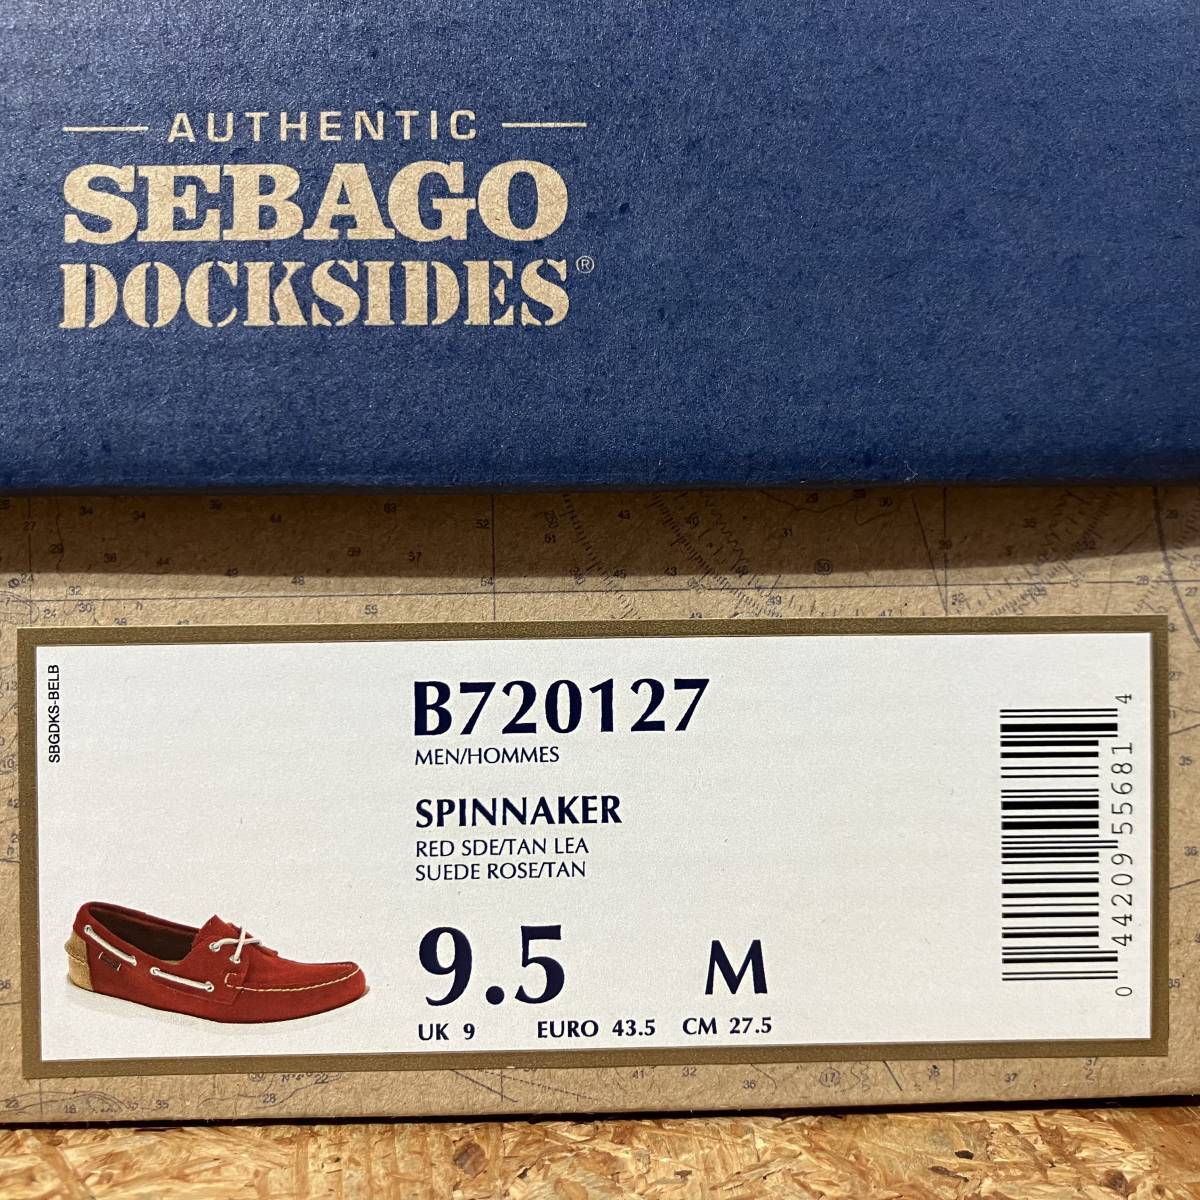 AUTHENTIC
SEBAGO
DOCKSIDES®
SBGDKS-BELB
B720127
MEN/HOMMES
SPINNAKER
RED SDE/TAN LEA
SUEDE ROSE/TAN
9.5 M
UK 9 EURO 43.5 CM 27.5
0 44209 55681 4